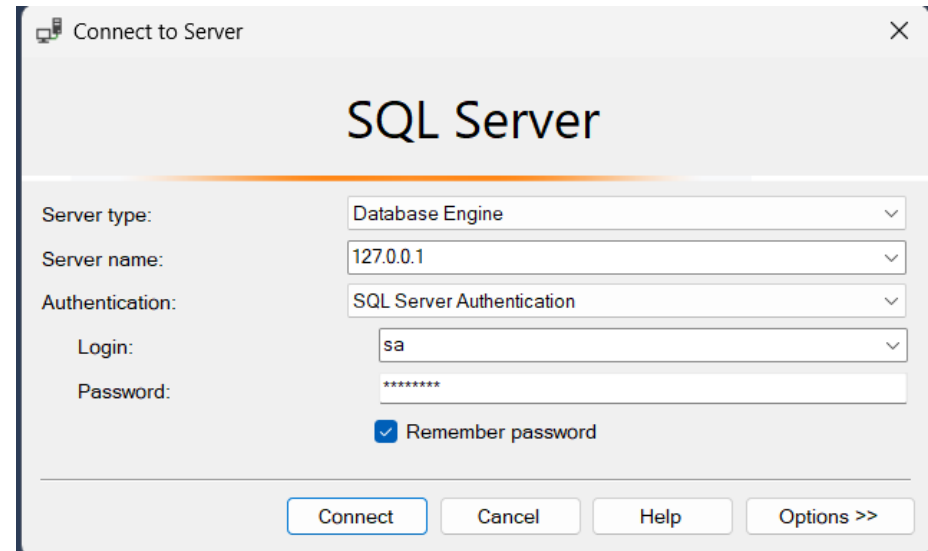 Connect to Server
SQL Server
Server type: Database Engine
Server name: 127.0.0.1
Authentication: SQL Server Authentication
Login: sa
Password: ********
Remember password
Connect Cancel Help Options >>